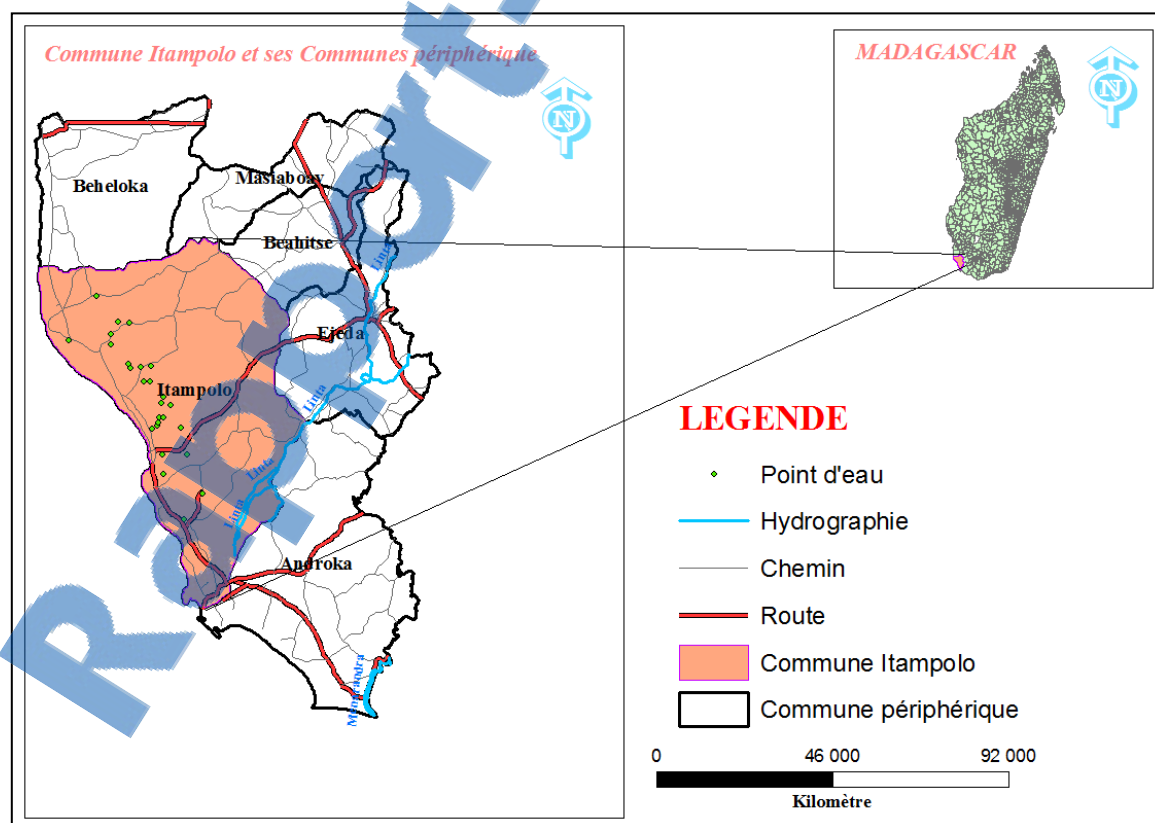 Commune Itampolo et ses Communes périphérique
MADAGASCAR
N
N
Beheloka
Masiaboay
Beahitse
Linta
Ejeda
Itampolo
Linta
Linta
Linta
Androka
LEGENDE
Point d'eau
Hydrographie
Chemin
Route
Commune Itampolo
Commune périphérique
0 46 000 92 000
Kilomètre